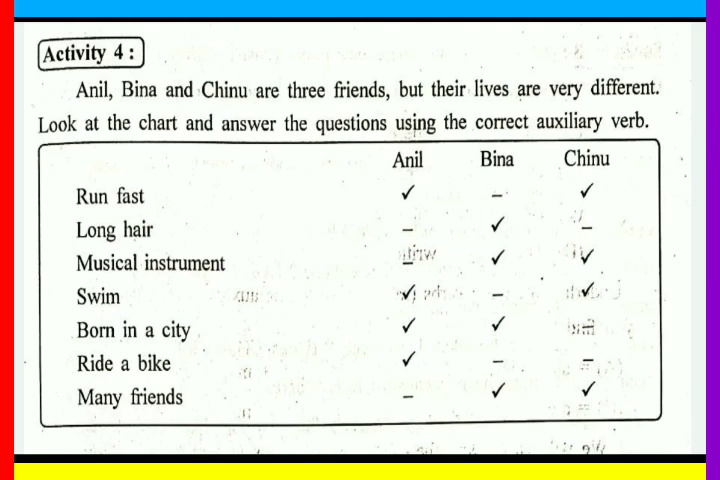 Activity 4 :
Anil, Bina and Chinu are three friends, but their lives are very different.
Look at the chart and answer the questions using the correct auxiliary verb.
Anil Bina Chinu
Run fast ✓ – ✓
Long hair – ✓ –
Musical instrument – ✓ ✓
Swim ✓ – ✓
Born in a city ✓ ✓ –
Ride a bike ✓ – –
Many friends – ✓ ✓